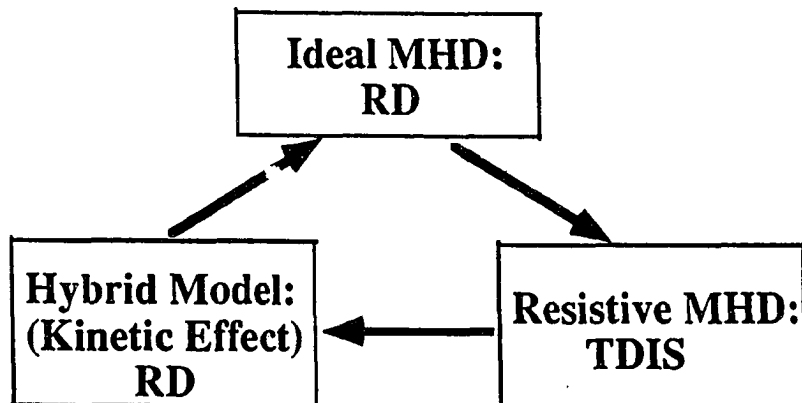 Ideal MHD:
RD
Hybrid Model:
(Kinetic Effect)
RD
Resistive MHD:
TDIS